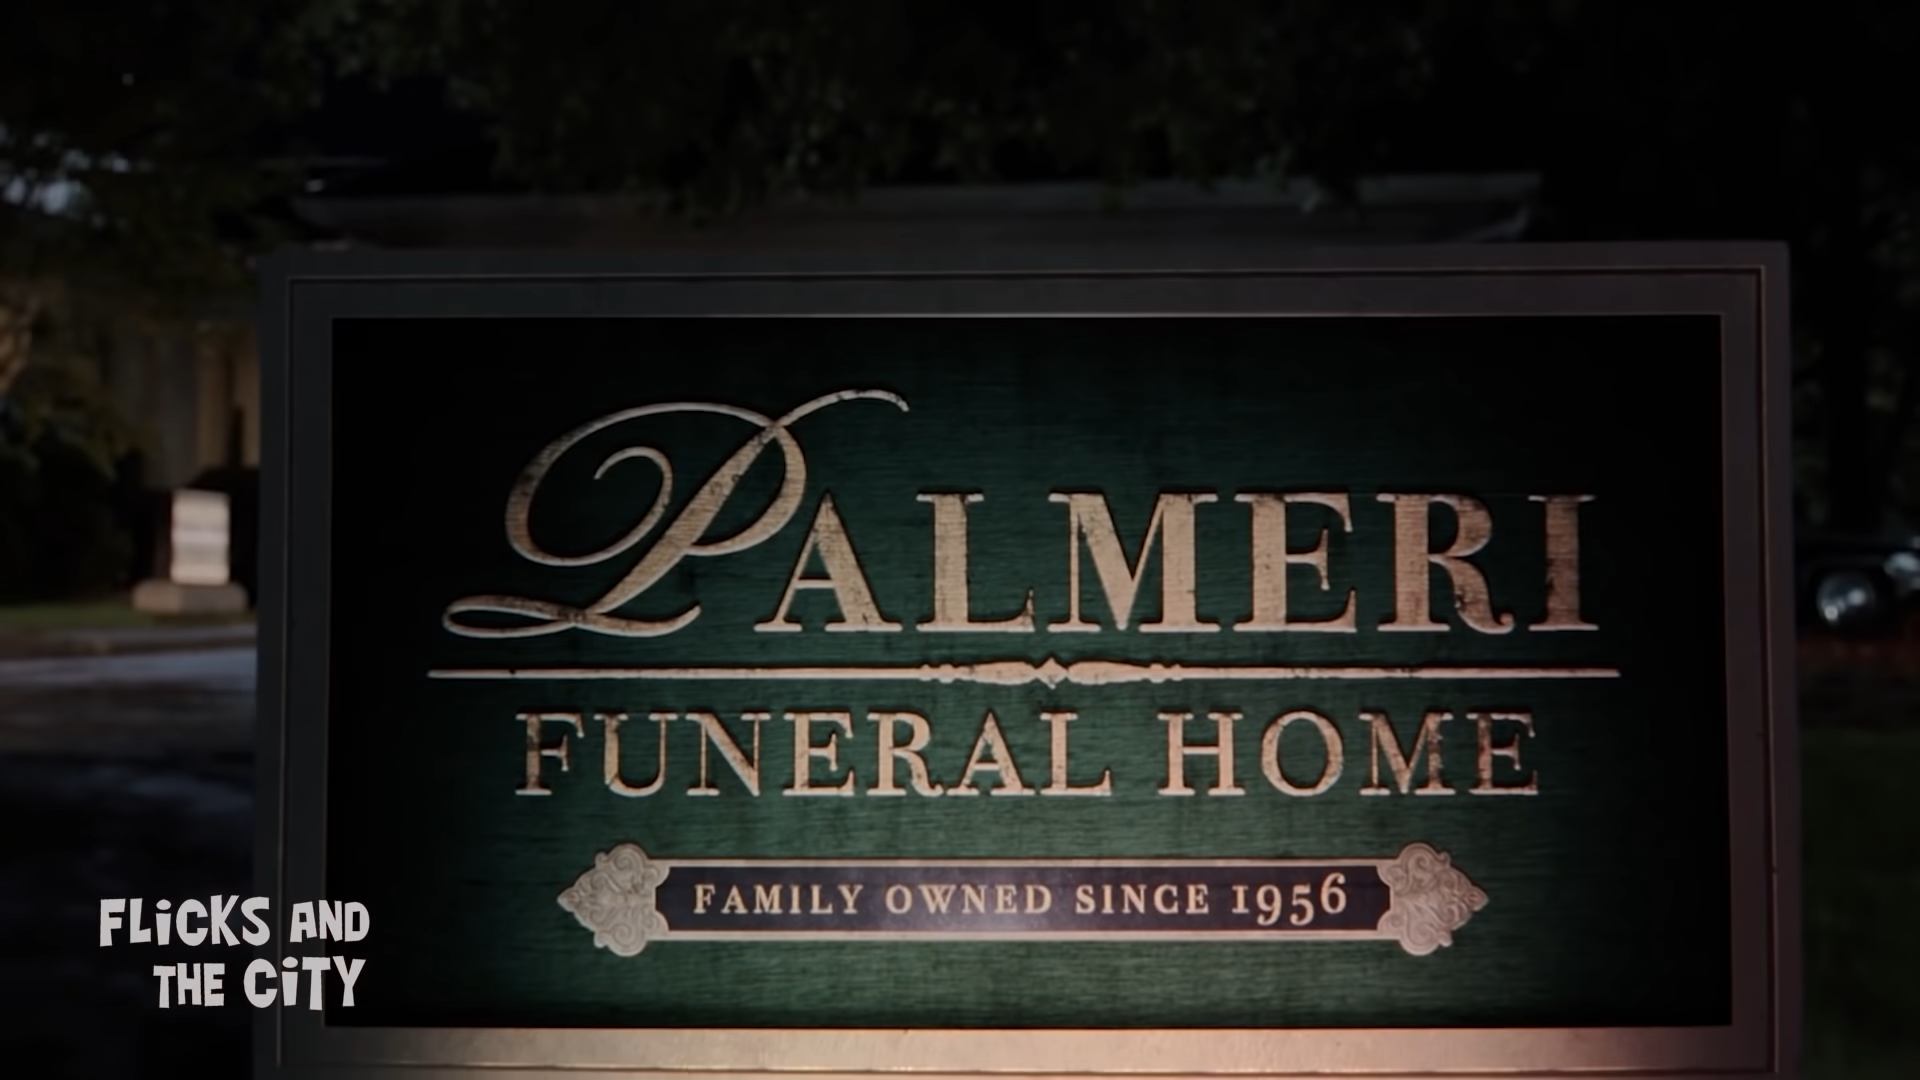 PALMERI
FUNERAL HOME
FAMILY OWNED SINCE 1956
FLiCKS AND
THE CiTY